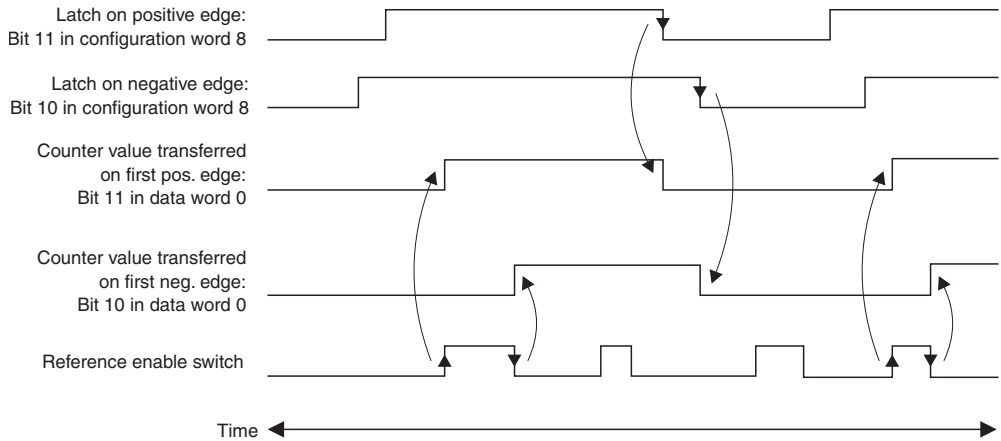 Latch on positive edge:
Bit 11 in configuration word 8
Latch on negative edge:
Bit 10 in configuration word 8
Counter value transferred
on first pos. edge:
Bit 11 in data word 0
Counter value transferred
on first neg. edge:
Bit 10 in data word 0
Reference enable switch
Time